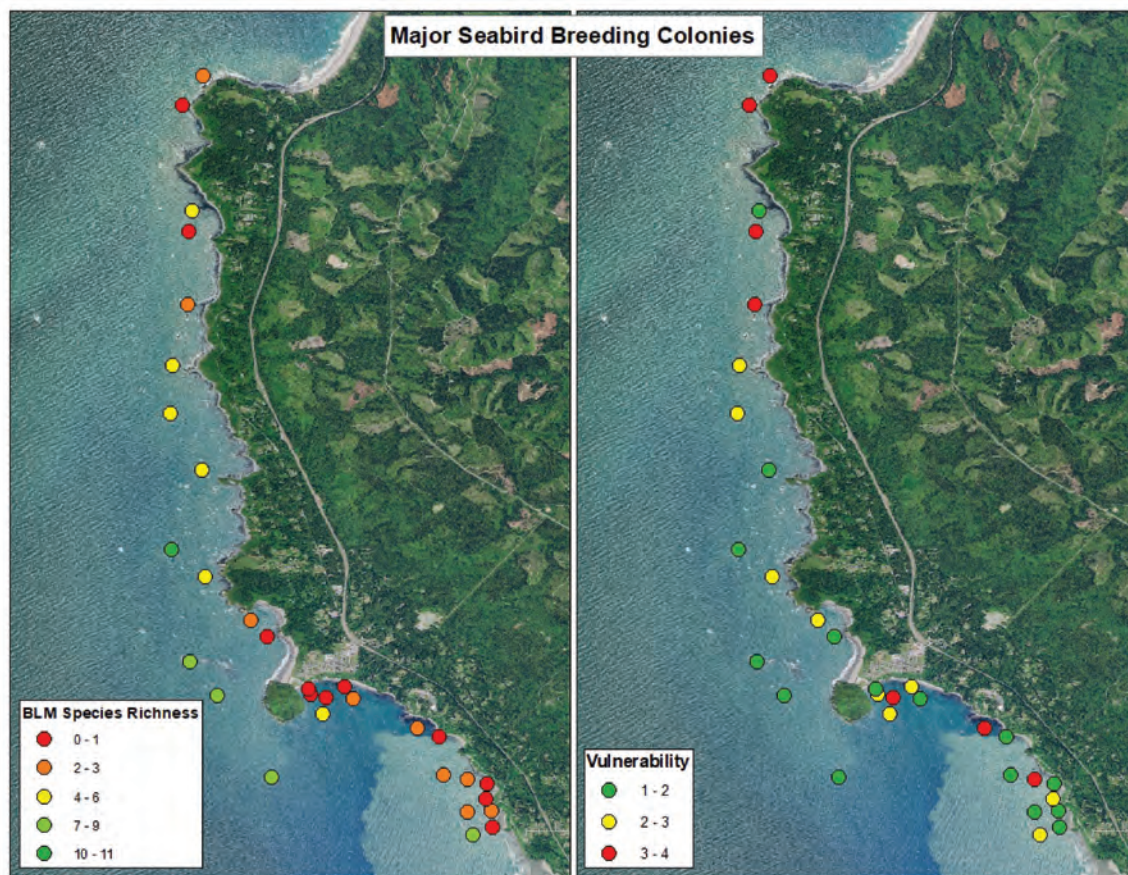 Major Seabird Breeding Colonies
BLM Species Richness
0 - 1
2 - 3
4 - 6
7 - 9
10 - 11
Vulnerability
1 - 2
2 - 3
3 - 4